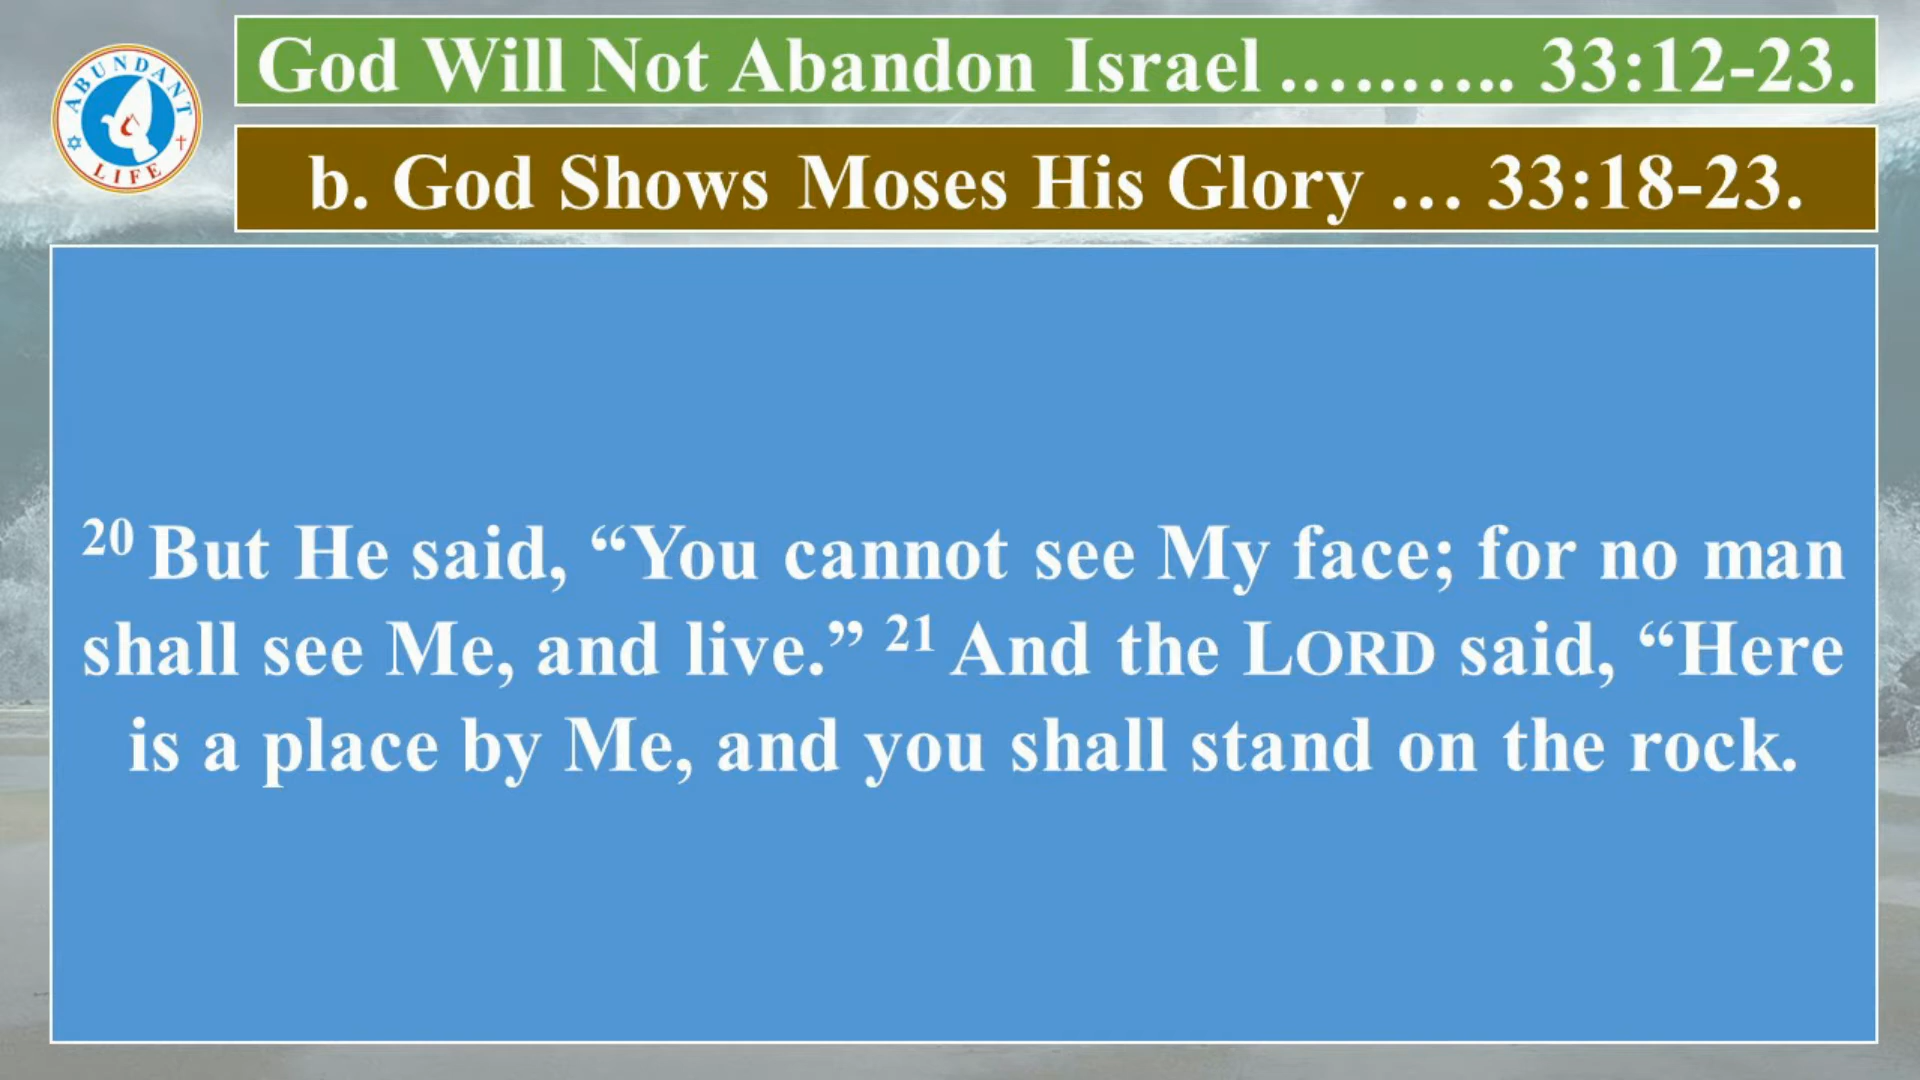 ABUNDANT
LIFE
God Will Not Abandon Israel ........... 33:12-23.
b. God Shows Moses His Glory ... 33:18-23.
20 But He said, “You cannot see My face; for no man
shall see Me, and live.” 21 And the LORD said, “Here
is a place by Me, and you shall stand on the rock.